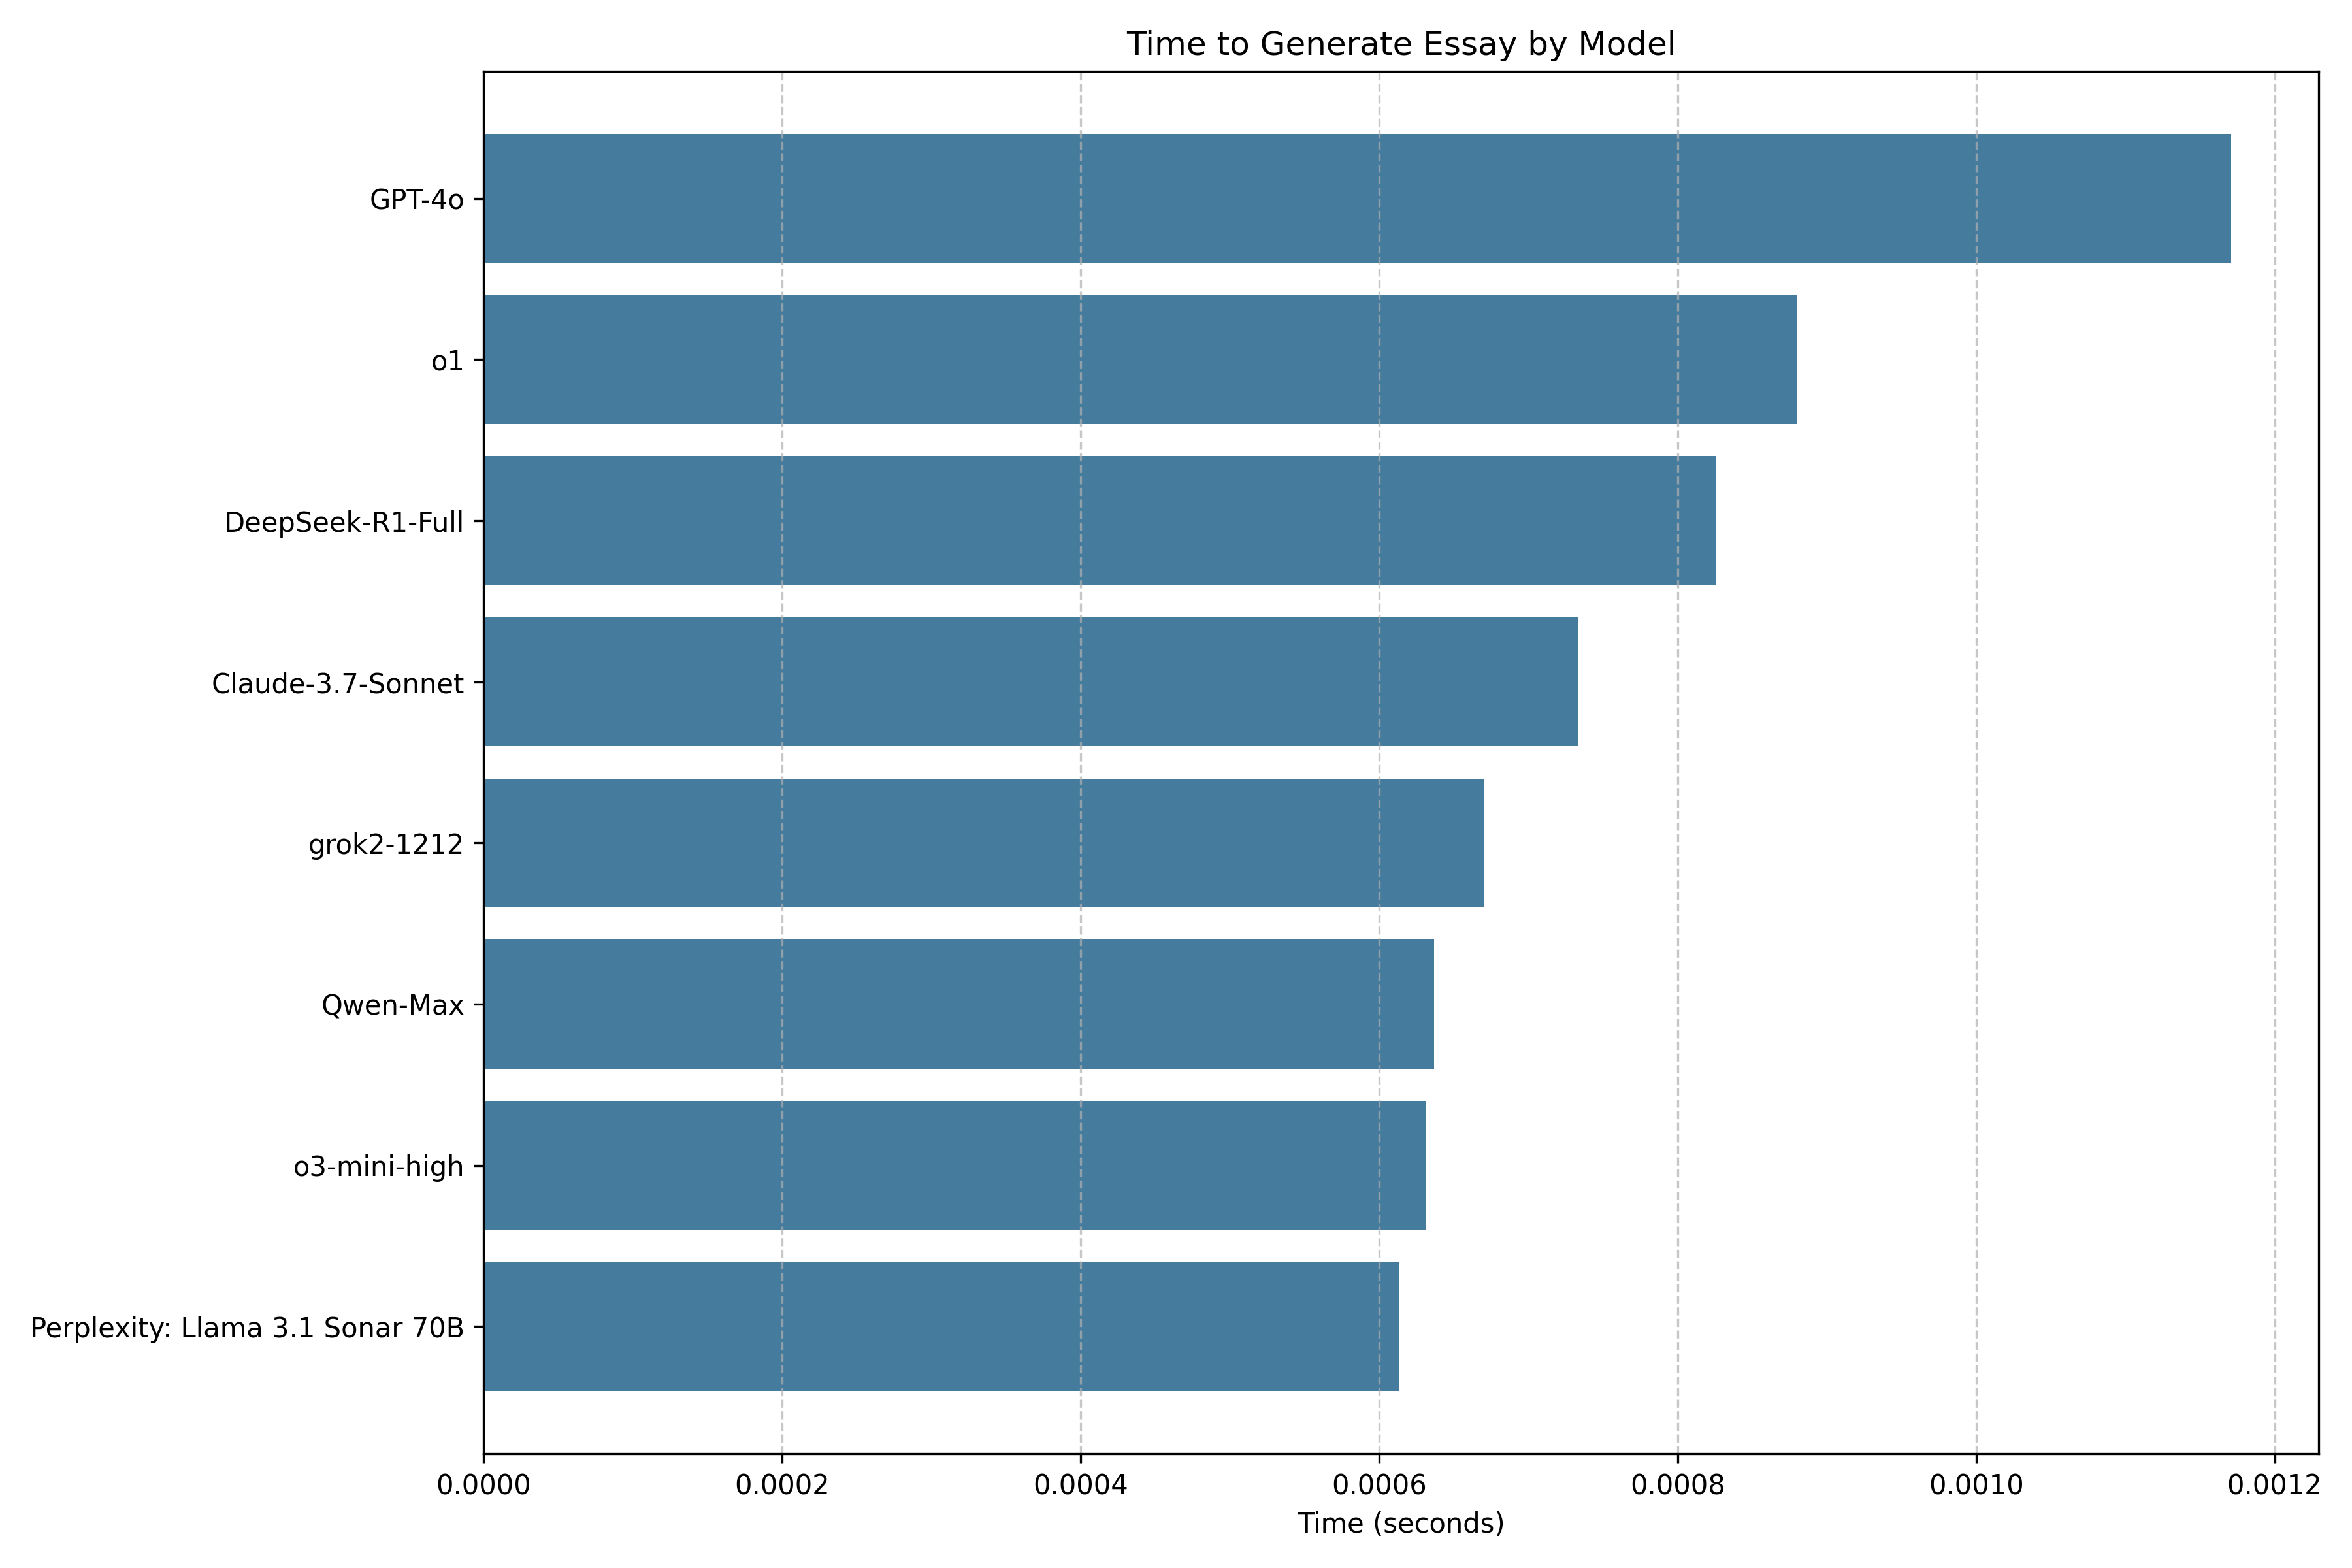 Time to Generate Essay by Model
GPT-4o
o1
DeepSeek-R1-Full
Claude-3.7-Sonnet
grok2-1212
Qwen-Max
o3-mini-high
Perplexity: Llama 3.1 Sonar 70B
0.0000 0.0002 0.0004 0.0006 0.0008 0.0010 0.0012
Time (seconds)